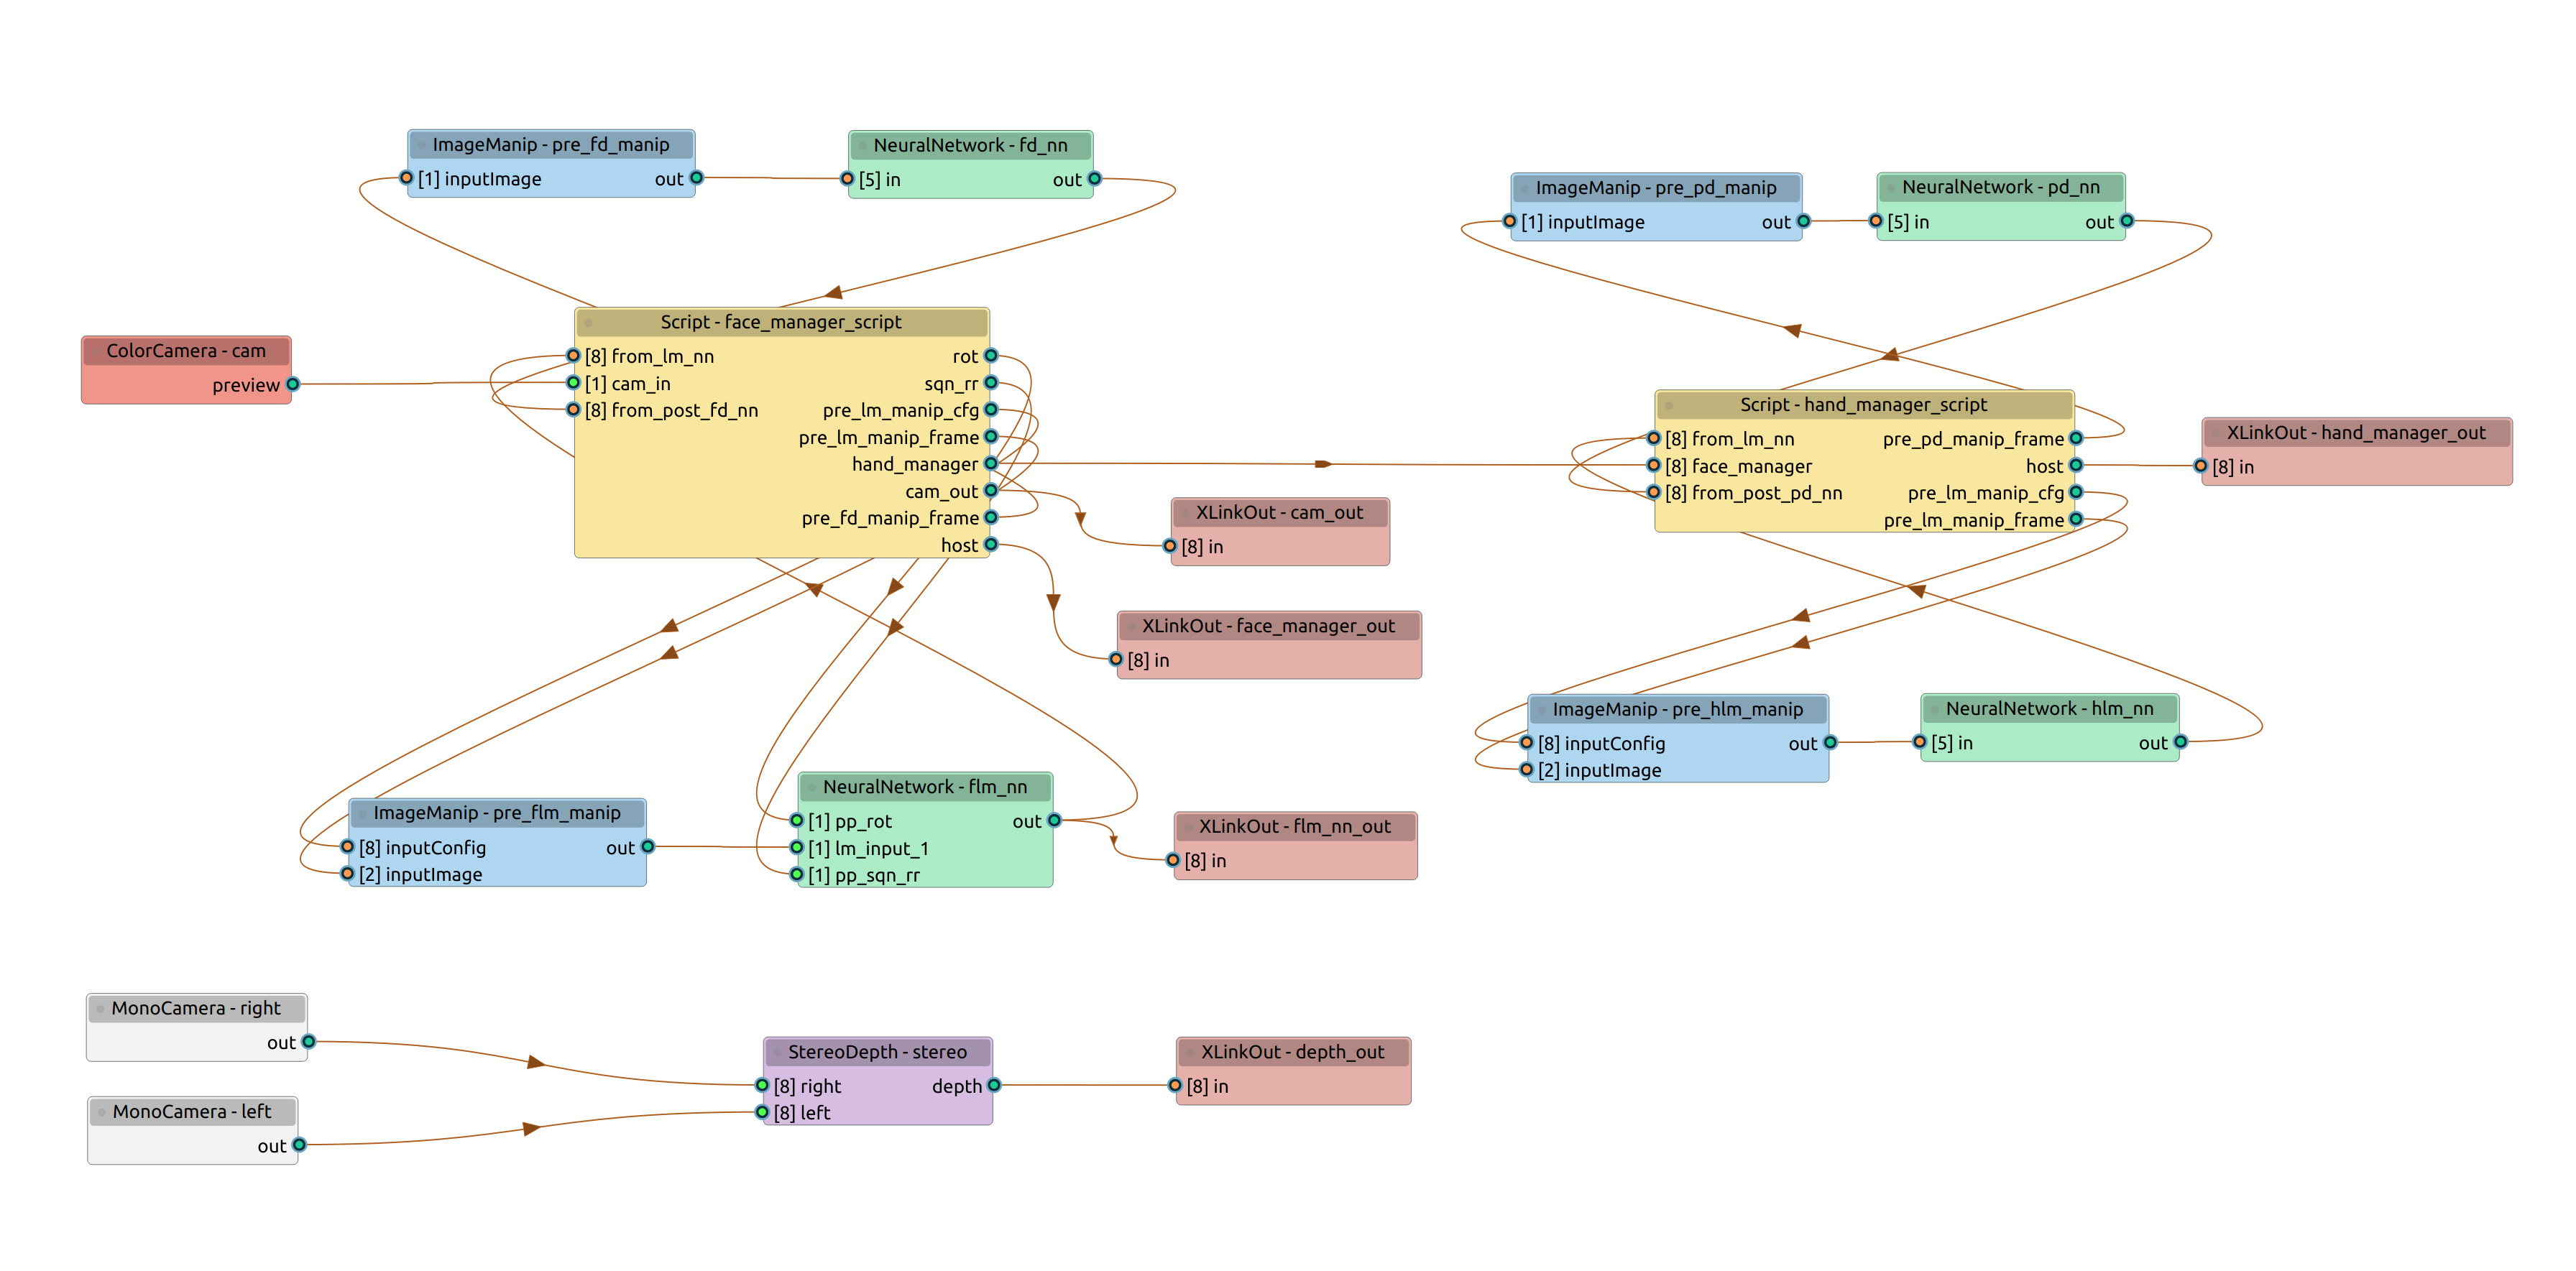 ImageManip - pre_fd_manip
[1] inputImage out
NeuralNetwork - fd_nn
[5] in out
ImageManip - pre_pd_manip
[1] inputImage out
NeuralNetwork - pd_nn
[5] in out
ColorCamera - cam
preview
Script - face_manager_script
[8] from_lm_nn rot
[1] cam_in sqn_rr
[8] from_post_fd_nn pre_lm_manip_cfg
pre_lm_manip_frame
hand_manager
cam_out
pre_fd_manip_frame
host
Script - hand_manager_script
[8] from_lm_nn pre_pd_manip_frame
[8] face_manager host
[8] from_post_pd_nn pre_lm_manip_cfg
pre_lm_manip_frame
XLinkOut - hand_manager_out
[8] in
XLinkOut - cam_out
[8] in
XLinkOut - face_manager_out
[8] in
ImageManip - pre_hlm_manip
[8] inputConfig out
[2] inputImage
NeuralNetwork - hlm_nn
[5] in out
ImageManip - pre_flm_manip
[8] inputConfig out
[2] inputImage
NeuralNetwork - flm_nn
[1] pp_rot out
[1] lm_input_1
[1] pp_sqn_rr
XLinkOut - flm_nn_out
[8] in
MonoCamera - right
out
MonoCamera - left
out
StereoDepth - stereo
[8] right depth
[8] left
XLinkOut - depth_out
[8] in